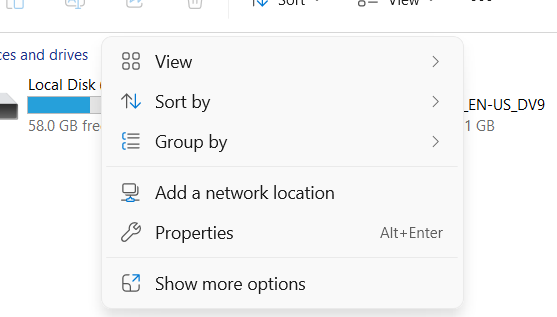 Sort
View
ces and drives
Local Disk (
58.0 GB fre
_EN-US_DV9
1 GB
View
Sort by
Group by
Add a network location
Properties
Alt+Enter
Show more options